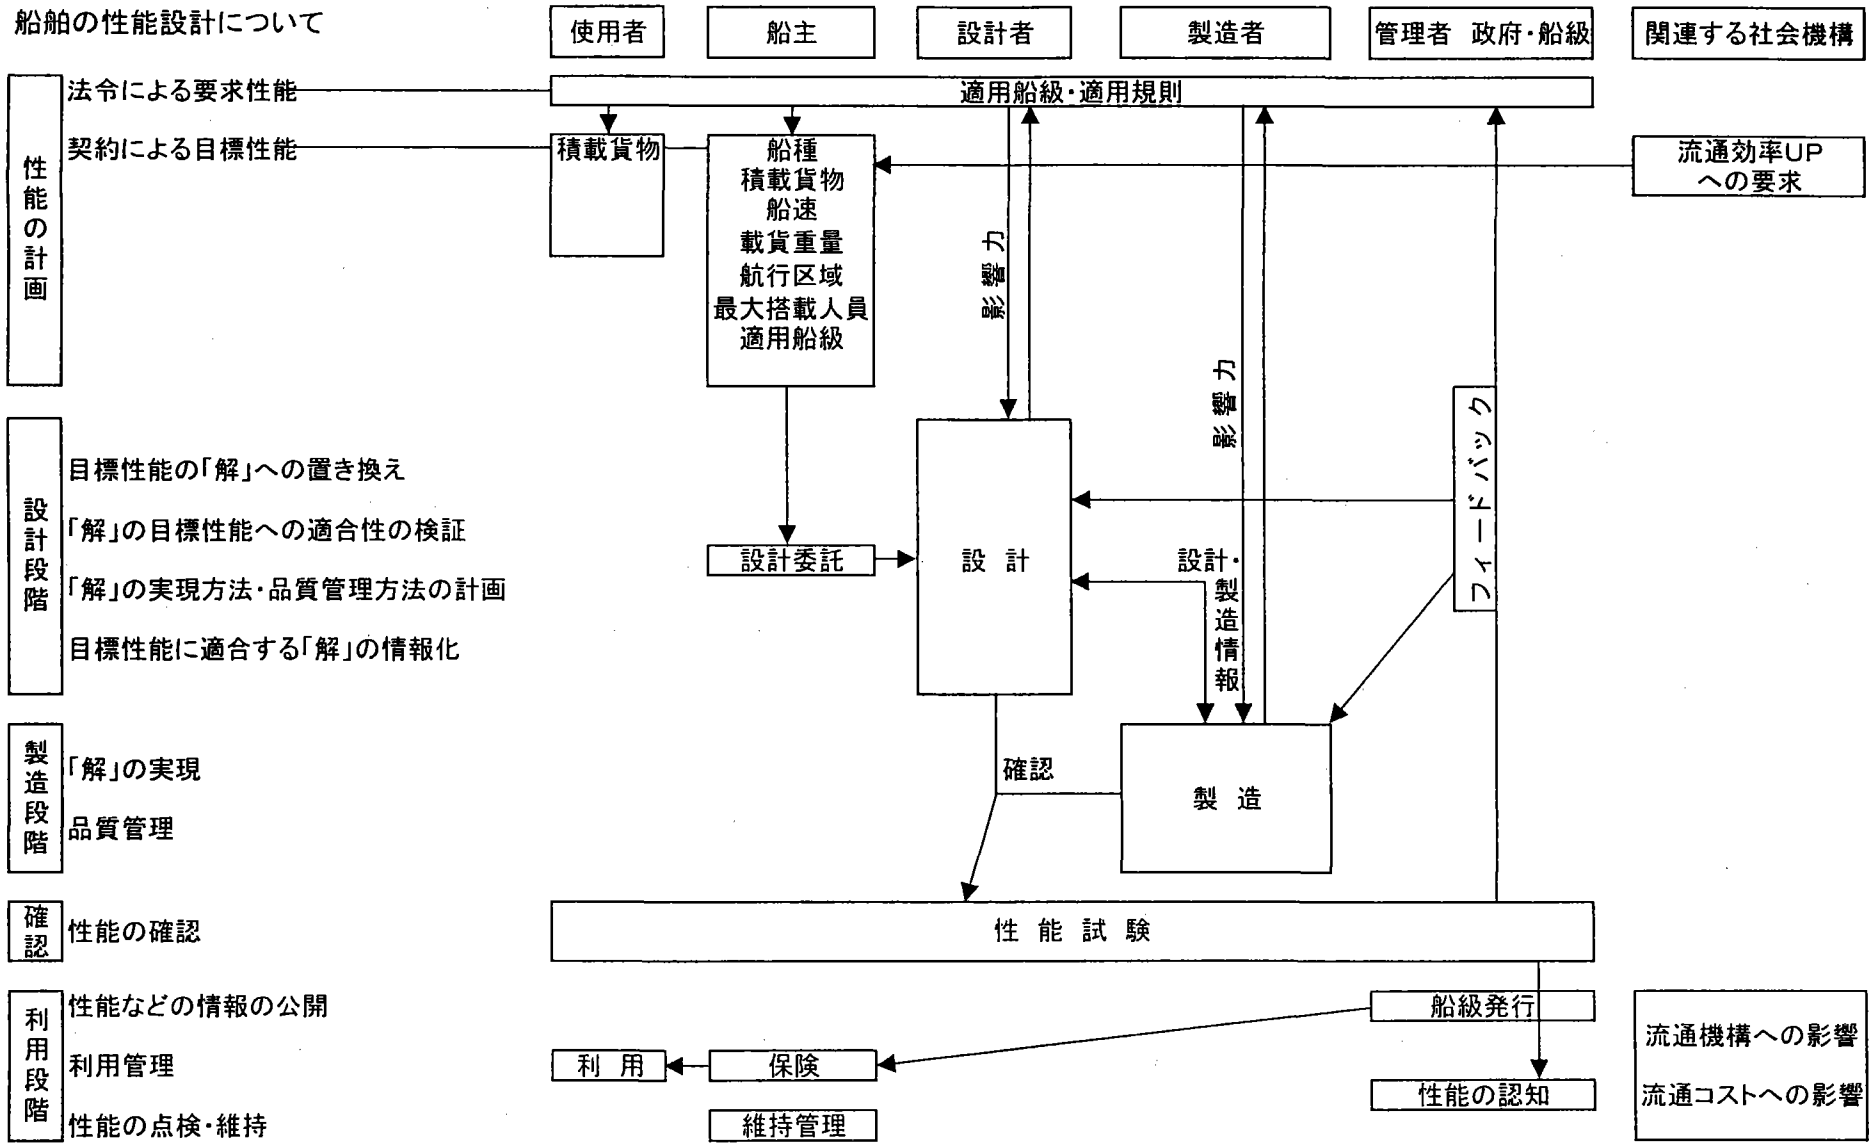 船舶の性能設計について
使用者
船主
設計者
製造者
管理者 政府・船級
関連する社会機構
性能の計画
法令による要求性能
適用船級・適用規則
契約による目標性能
積載貨物
船種
積載貨物
船速
載貨重量
航行区域
最大搭載人員
適用船級
流通効率UP
への要求
影響力
影響力
フィードバック
設計段階
目標性能の「解」への置き換え
「解」の目標性能への適合性の検証
「解」の実現方法・品質管理方法の計画
目標性能に適合する「解」の情報化
設計委託
設計
設計・
製造情報
製造段階
「解」の実現
品質管理
確認
製造
確認
性能の確認
性能試験
利用段階
性能などの情報の公開
利用管理
性能の点検・維持
利用
保険
維持管理
船級発行
性能の認知
流通機構への影響
流通コストへの影響